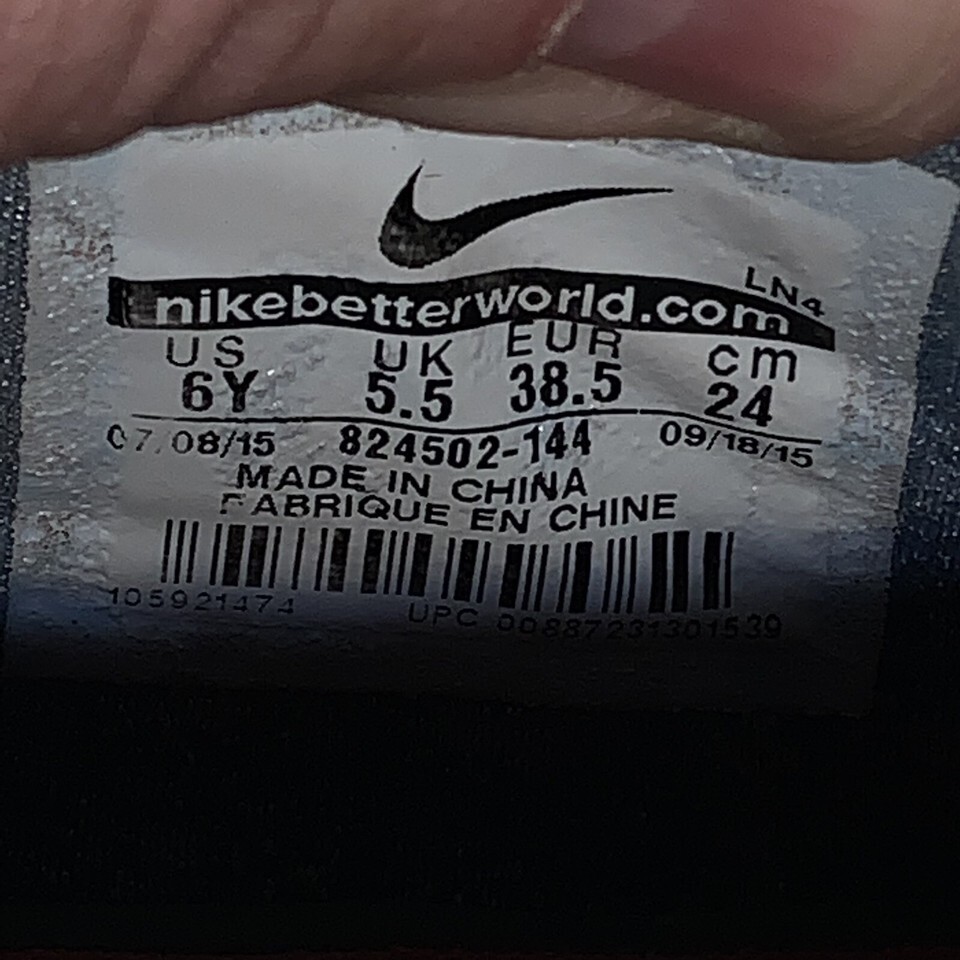 LN4
nikebetterworld.com
US UK EUR cm
6Y 5.5 38.5 24
07/08/15 824502-144 09/18/15
MADE IN CHINA
FABRIQUE EN CHINE
105921474 UPC 00887231301539